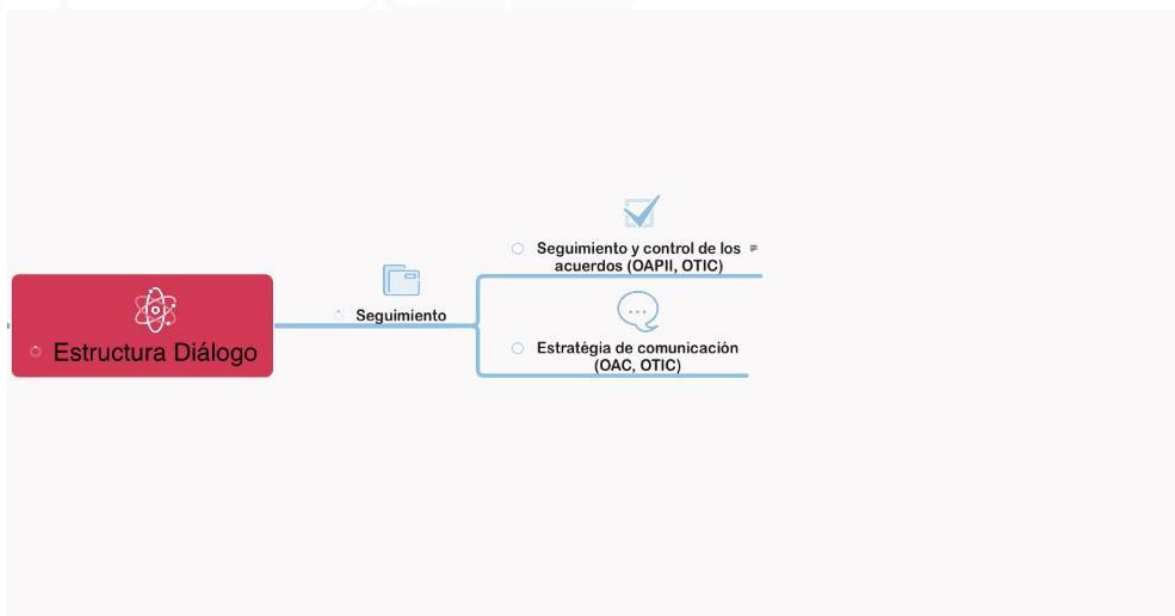 Estructura Diálogo
Seguimiento
Seguimiento y control de los
acuerdos (OAPII, OTIC)
Estratégia de comunicación
(OAC, OTIC)